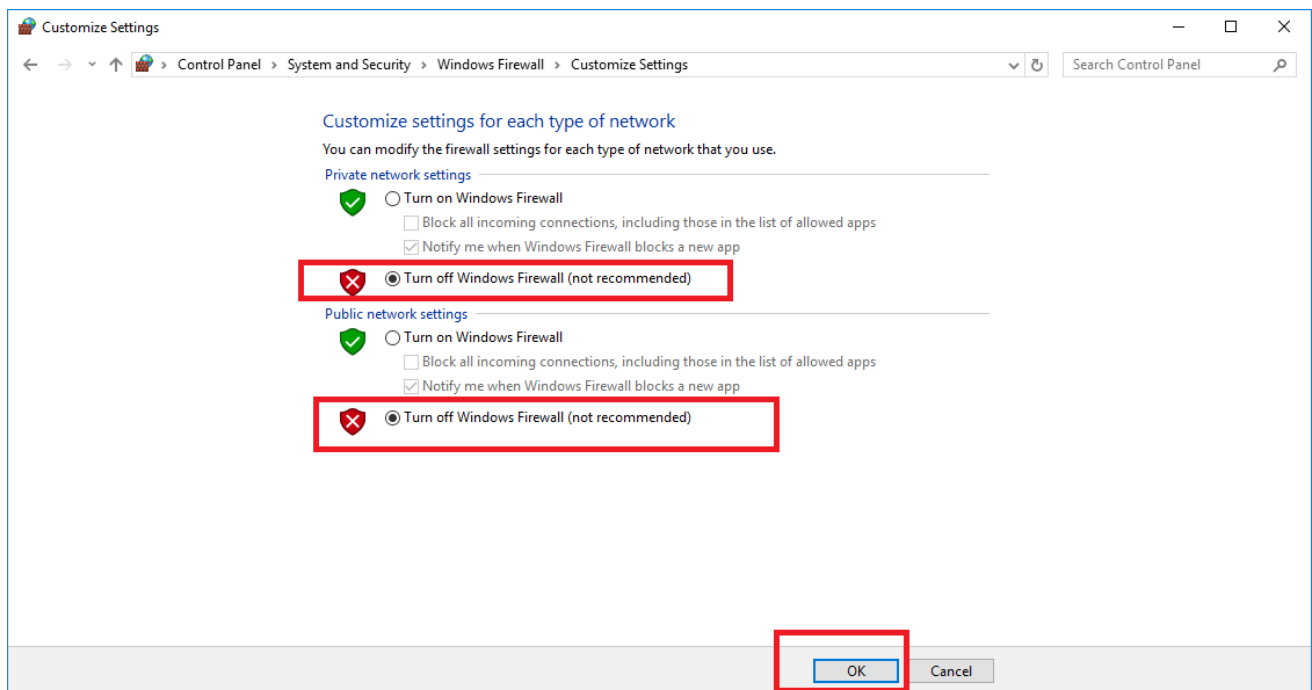 Customize Settings
Control Panel > System and Security > Windows Firewall > Customize Settings
Search Control Panel
Customize settings for each type of network
You can modify the firewall settings for each type of network that you use.
Private network settings
Turn on Windows Firewall
Block all incoming connections, including those in the list of allowed apps
Notify me when Windows Firewall blocks a new app
Turn off Windows Firewall (not recommended)
Public network settings
Turn on Windows Firewall
Block all incoming connections, including those in the list of allowed apps
Notify me when Windows Firewall blocks a new app
Turn off Windows Firewall (not recommended)
OK Cancel